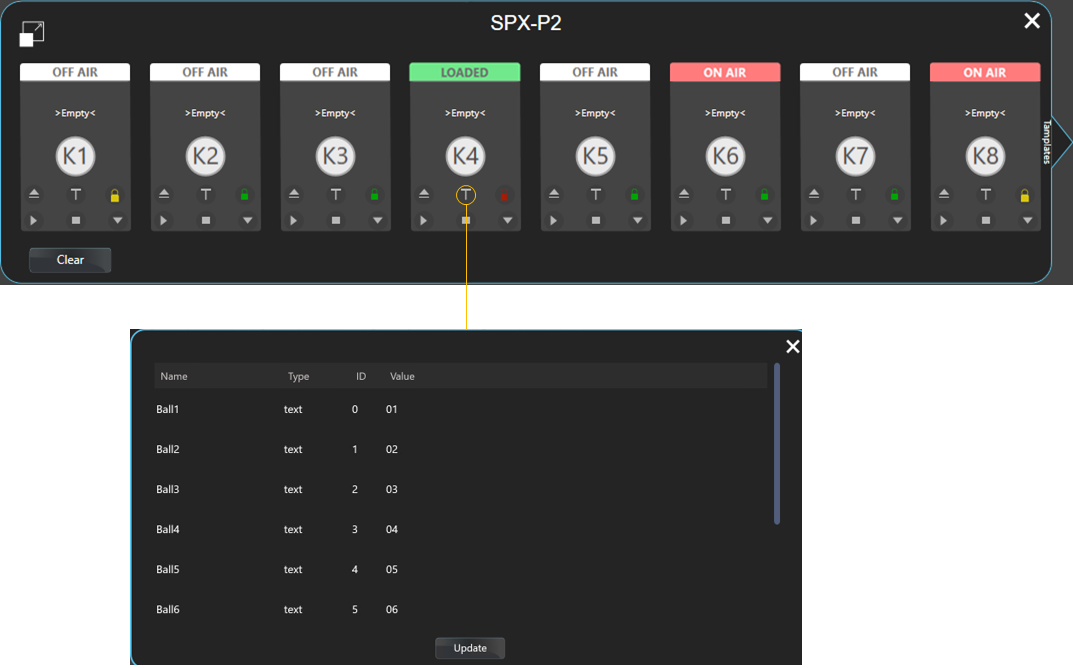 SPX-P2
OFF AIR OFF AIR OFF AIR LOADED OFF AIR ON AIR OFF AIR ON AIR
>Empty< >Empty< >Empty< >Empty< >Empty< >Empty< >Empty< >Empty<
K1 K2 K3 K4 K5 K6 K7 K8
Tamplates
T T T T T T T T
Clear
Name Type ID Value
Ball1 text 0 01
Ball2 text 1 02
Ball3 text 2 03
Ball4 text 3 04
Ball5 text 4 05
Ball6 text 5 06
Update